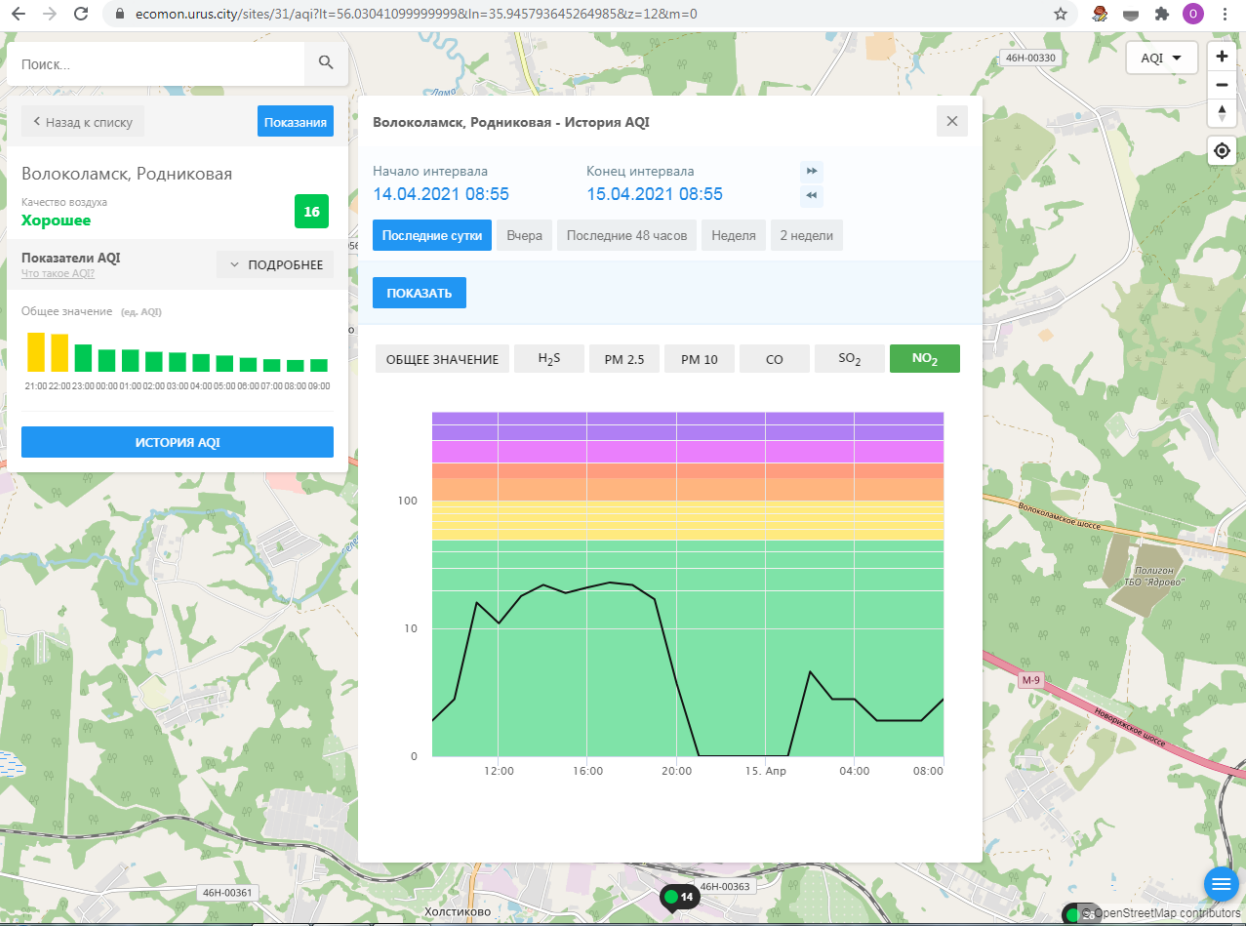 ecomon.urus.city/sites/31/aqi?lt=56.03041099999999&ln=35.945793645264985&z=12&m=0
О
Поиск...
Ламо
46Н-00330
AQI
Назад к списку
Показания
Волоколамск, Родниковая
Качество воздуха
Хорошее
16
Показатели AQI
Что такое AQI?
ПОДРОБНЕЕ
Общее значение (ед. AQI)
21:00 22:00 23:00 00:00 01:00 02:00 03:00 04:00 05:00 06:00 07:00 08:00 09:00
ИСТОРИЯ AQI
Волоколамск, Родниковая - История AQI
Начало интервала
Конец интервала
14.04.2021 08:55
15.04.2021 08:55
Последние сутки
Вчера
Последние 48 часов
Неделя
2 недели
ПОКАЗАТЬ
ОБЩЕЕ ЗНАЧЕНИЕ
H2S
PM 2.5
PM 10
CO
SO2
NO2
100
10
0
12:00
16:00
20:00
15. Апр
04:00
08:00
Волоколамское шоссе
Полигон
ТБО "Ядрово"
М-9
Новорижское шоссе
46Н-00361
46Н-00363
14
Холстиково
© OpenStreetMap contributors